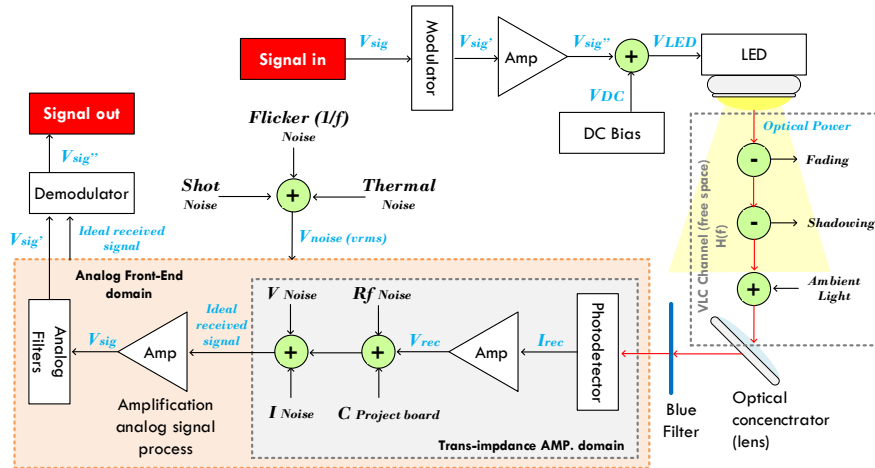 Signal in
Vsig
Modulator
Vsig'
Amp
Vsig''
+
VLED
LED
VDC
DC Bias
Optical Power
-
Fading
-
Shadowing
VLC Channel (free space)
H(f)
+
Ambient
Light
Signal out
Vsig''
Demodulator
Vsig'
Ideal received
signal
Flicker (1/f)
Noise
Shot
Noise
+
Thermal
Noise
Vnoise (vrms)
Analog Front-End
domain
Analog
Filters
Vsig
Amp
Amplification
analog signal
process
Ideal
received
signal
V Noise
+
I Noise
Rf Noise
+
C Project board
Vrec
Amp
Irec
Photodetector
Trans-impdance AMP. domain
Blue
Filter
Optical
concenctrator
(lens)